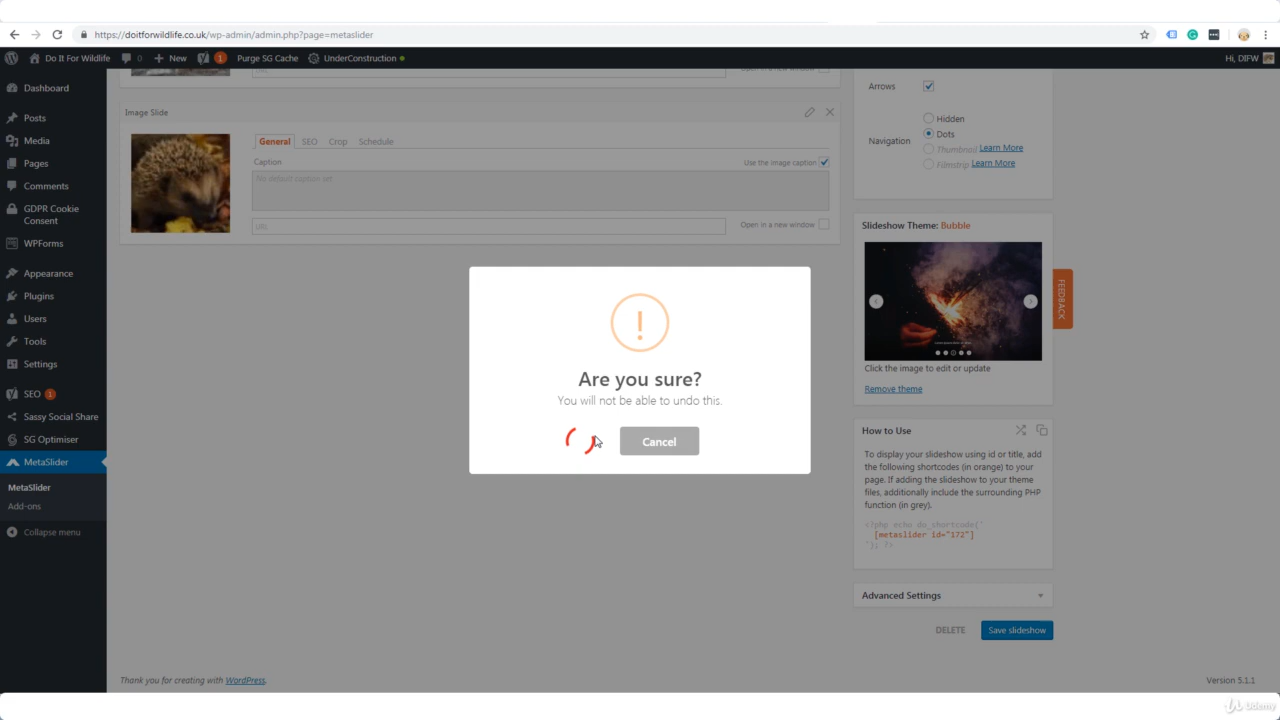 https://doitforwildlife.co.uk/wp-admin/admin.php?page=metaslider
Do It For Wildlife
0
New
1
Purge SG Cache
UnderConstruction
Hi, DIFW
Dashboard
Posts
Media
Pages
Comments
GDPR Cookie
Consent
WPForms
Appearance
Plugins
Users
Tools
Settings
SEO 1
Sassy Social Share
SG Optimiser
MetaSlider
MetaSlider
Add-ons
Collapse menu
URL
Open in a new window
Image Slide
General
SEO
Crop
Schedule
Caption
Use the image caption
No default caption set
URL
Open in a new window
Are you sure?
You will not be able to undo this.
Cancel
Arrows
Navigation
Hidden
Dots
Thumbnail Learn More
Filmstrip Learn More
Slideshow Theme: Bubble
Click the image to edit or update
Remove theme
FEEDBACK
How to Use
To display your slideshow using id or title, add
the following shortcodes (in orange) to your
page. If adding the slideshow to your theme
files, additionally include the surrounding PHP
function (in grey).
<?php echo do_shortcode('
[metaslider id="172"]
'); ?>
Advanced Settings
DELETE
Save slideshow
Thank you for creating with WordPress.
Version 5.1.1
Udemy